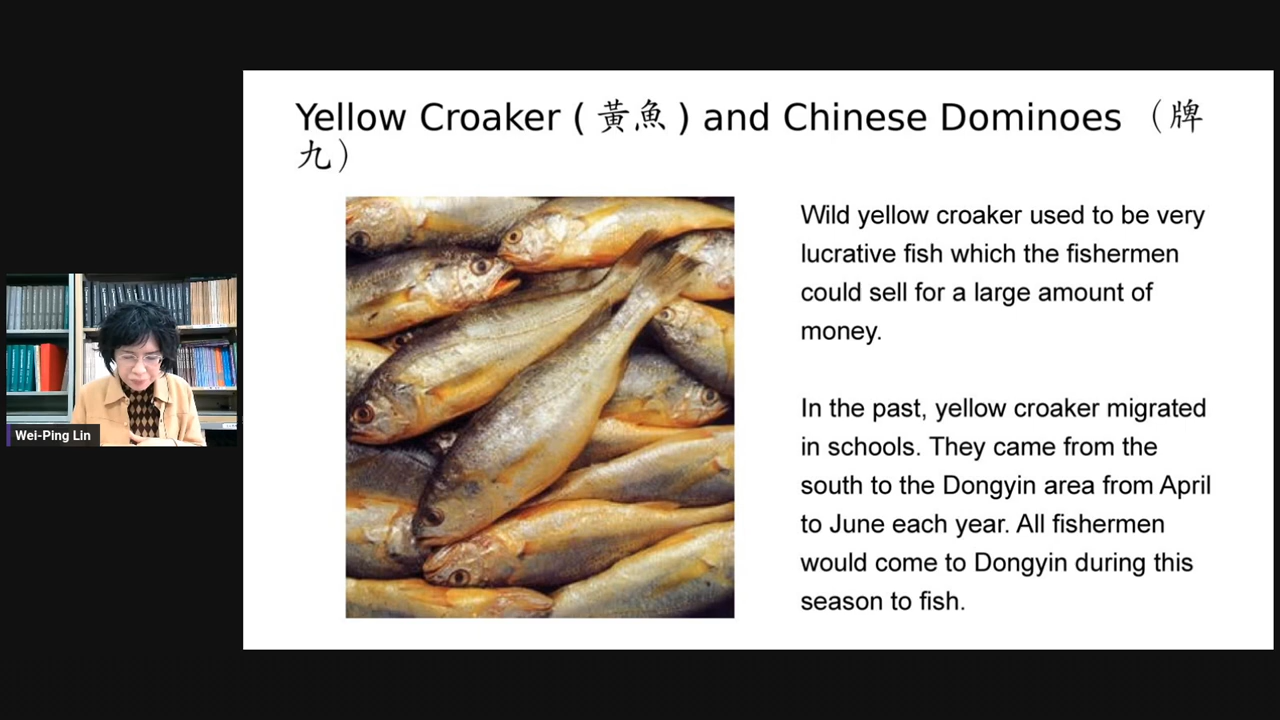 Yellow Croaker ( 黃魚 ) and Chinese Dominoes （牌
九）
Wild yellow croaker used to be very
lucrative fish which the fishermen
could sell for a large amount of
money.
In the past, yellow croaker migrated
in schools. They came from the
south to the Dongyin area from April
to June each year. All fishermen
would come to Dongyin during this
season to fish.
Wei-Ping Lin